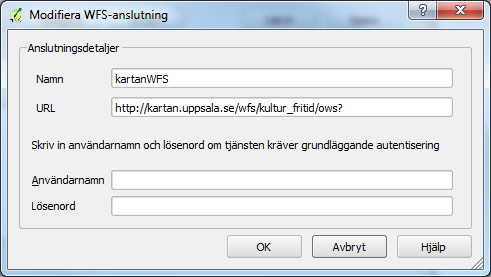 Modifiera WFS-anslutning
Anslutningsdetaljer
Namn kartanWFS
URL http://kartan.uppsala.se/wfs/kultur_fritid/ows?
Skriv in användarnamn och lösenord om tjänsten kräver grundläggande autentisering
Användarnamn
Lösenord
OK Avbryt Hjälp